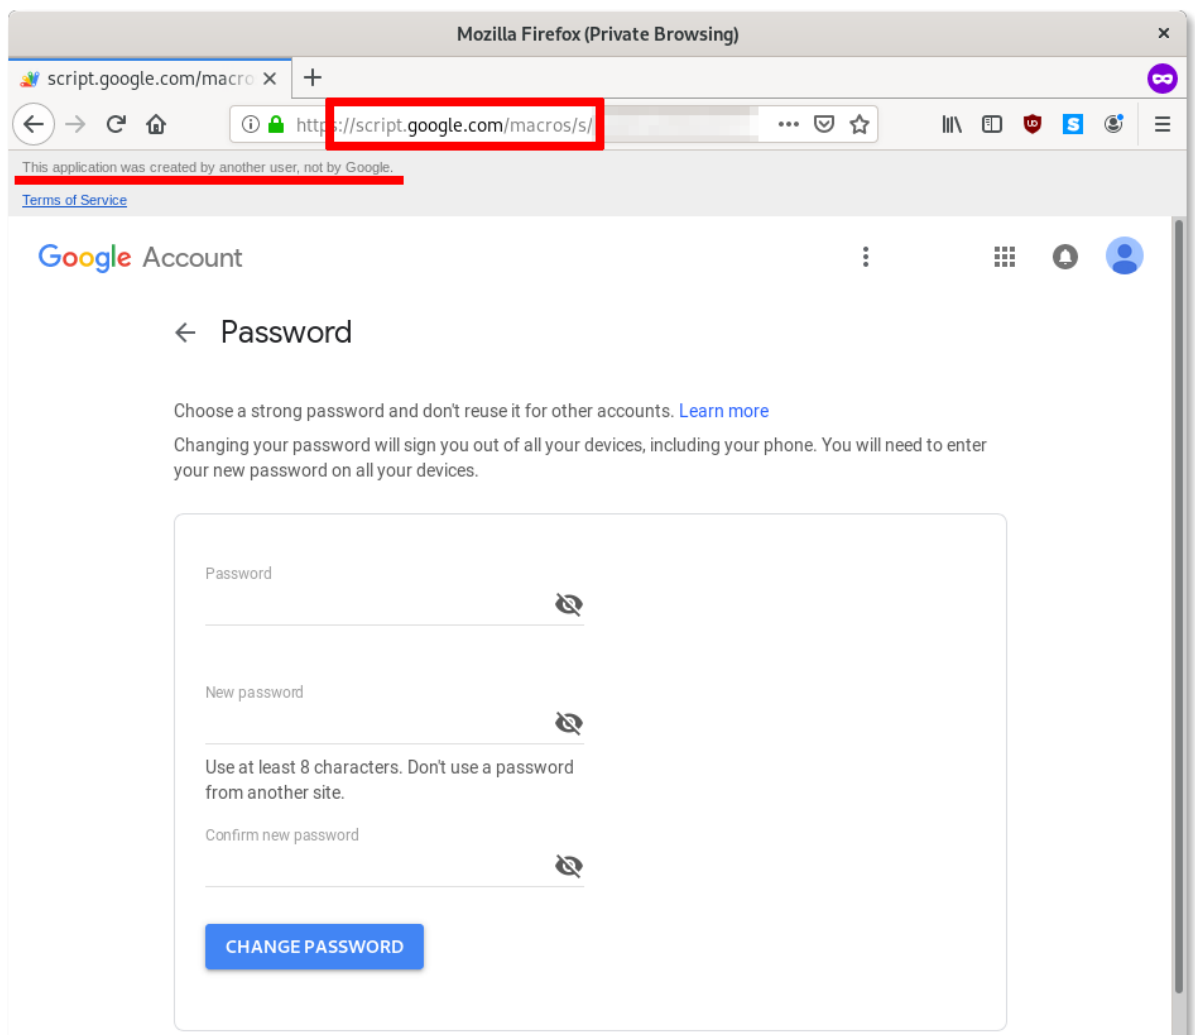 Mozilla Firefox (Private Browsing)
script.google.com/macro
https://script.google.com/macros/s/
This application was created by another user, not by Google.
Terms of Service
Google Account
Password
Choose a strong password and don't reuse it for other accounts. Learn more
Changing your password will sign you out of all your devices, including your phone. You will need to enter
your new password on all your devices.
Password
New password
Use at least 8 characters. Don't use a password
from another site.
Confirm new password
CHANGE PASSWORD